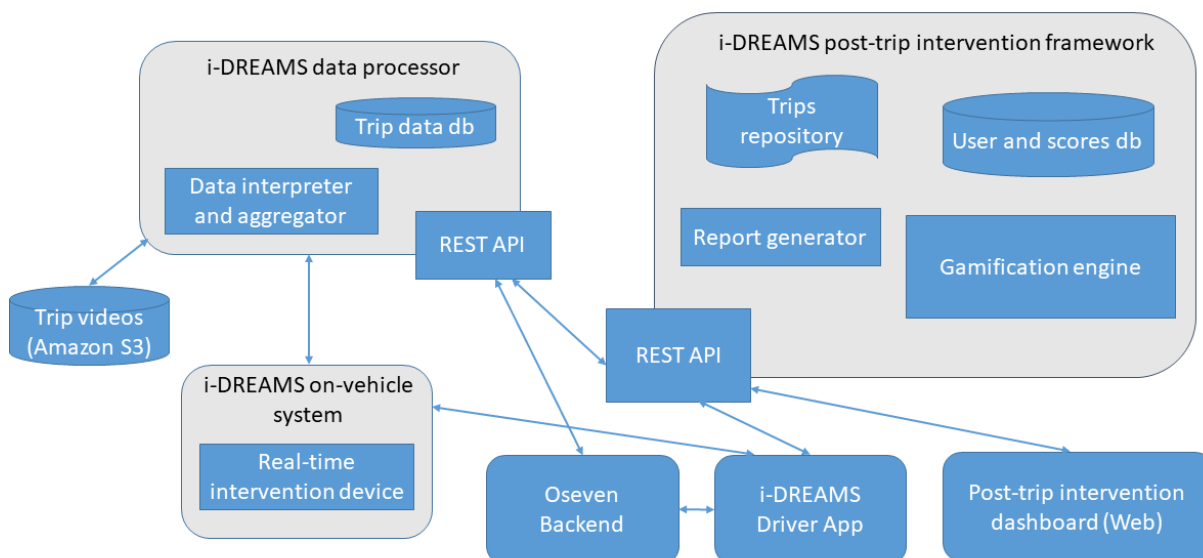 i-DREAMS data processor
Trip data db
Data interpreter
and aggregator
REST API
Trip videos
(Amazon S3)
i-DREAMS on-vehicle
system
Real-time
intervention device
i-DREAMS post-trip intervention framework
Trips
repository
User and scores db
Report generator
Gamification engine
REST API
Oseven
Backend
i-DREAMS
Driver App
Post-trip intervention
dashboard (Web)